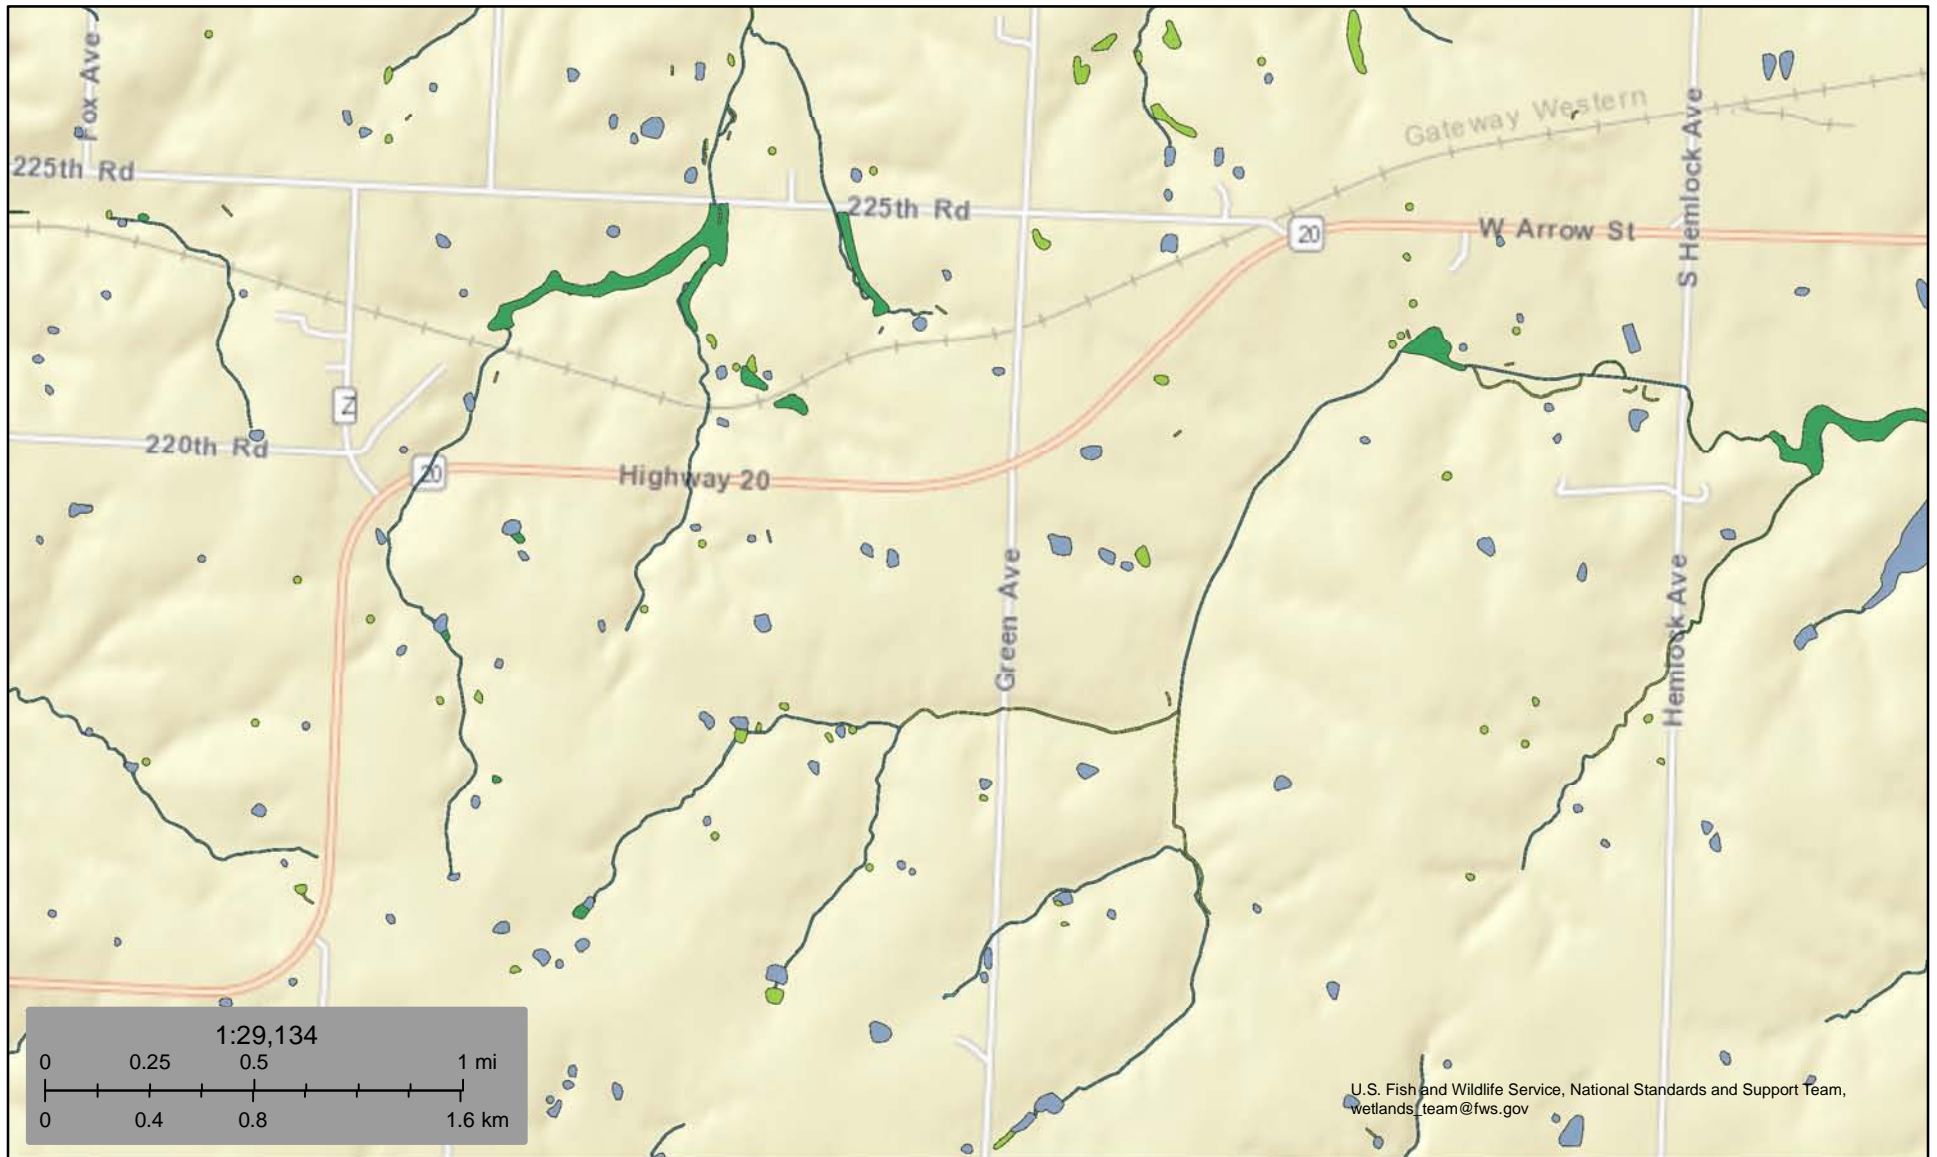 Fox Ave
Gateway Western
S Hemlock Ave
225th Rd
225th Rd
20
W Arrow St
Z
220th Rd
20
Highway 20
Green Ave
Hemlock Ave
1:29,134
0 0.25 0.5 1 mi
0 0.4 0.8 1.6 km
U.S. Fish and Wildlife Service, National Standards and Support Team,
wetlands_team@fws.gov